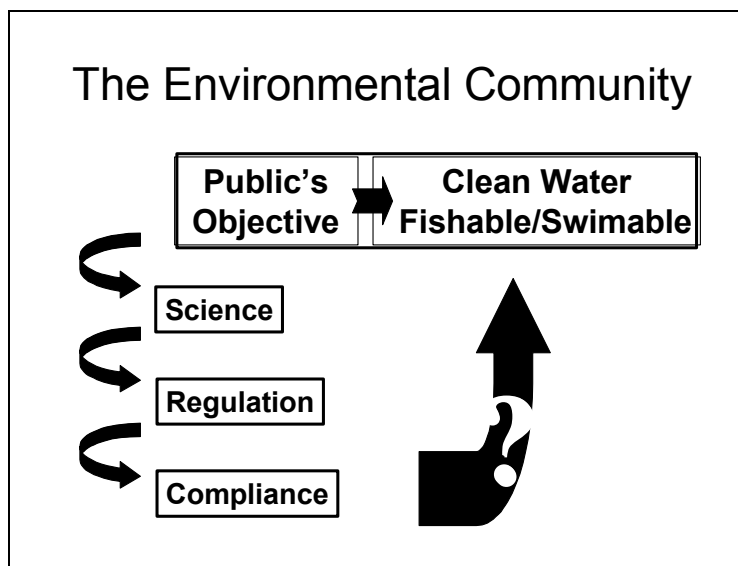 The Environmental Community
Public’s
Objective
Clean Water
Fishable/Swimable
Science
Regulation
Compliance
?